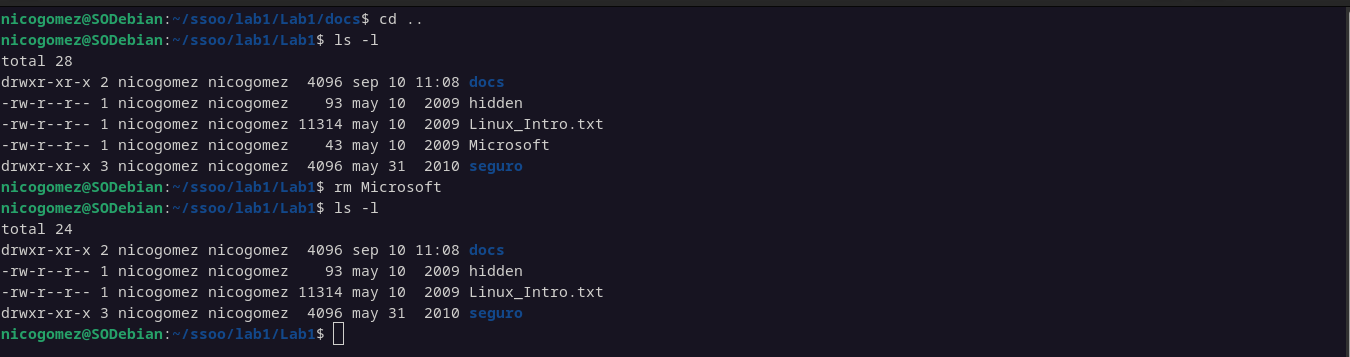 nicogomez@SODebian:~/ssoo/lab1/Lab1/docs$ cd ..
nicogomez@SODebian:~/ssoo/lab1/Lab1$ ls -l
total 28
drwxr-xr-x 2 nicogomez nicogomez  4096 sep 10 11:08 docs
-rw-r--r-- 1 nicogomez nicogomez    93 may 10  2009 hidden
-rw-r--r-- 1 nicogomez nicogomez 11314 may 10  2009 Linux_Intro.txt
-rw-r--r-- 1 nicogomez nicogomez    43 may 10  2009 Microsoft
drwxr-xr-x 3 nicogomez nicogomez  4096 may 31  2010 seguro
nicogomez@SODebian:~/ssoo/lab1/Lab1$ rm Microsoft
nicogomez@SODebian:~/ssoo/lab1/Lab1$ ls -l
total 24
drwxr-xr-x 2 nicogomez nicogomez  4096 sep 10 11:08 docs
-rw-r--r-- 1 nicogomez nicogomez    93 may 10  2009 hidden
-rw-r--r-- 1 nicogomez nicogomez 11314 may 10  2009 Linux_Intro.txt
drwxr-xr-x 3 nicogomez nicogomez  4096 may 31  2010 seguro
nicogomez@SODebian:~/ssoo/lab1/Lab1$